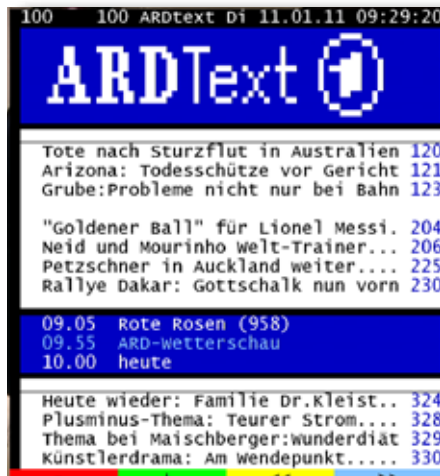 100 100 ARDtext Di 11.01.11 09:29:20
ARDText 1
Tote nach Sturzflut in Australien 120
Arizona: Todesschütze vor Gericht 121
Grube:Probleme nicht nur bei Bahn 123
"Goldener Ball" für Lionel Messi. 204
Neid und Mourinho Welt-Trainer... 206
Petzschner in Auckland weiter.... 225
Rallye Dakar: Gottschalk nun vorn 230
09.05 Rote Rosen (958)
09.55 ARD-Wetterschau
10.00 heute
Heute wieder: Familie Dr.Kleist.. 324
Plusminus-Thema: Teurer Strom.... 328
Thema bei Maischberger:Wunderdiät 329
Künstlerdrama: Am Wendepunkt..... 330